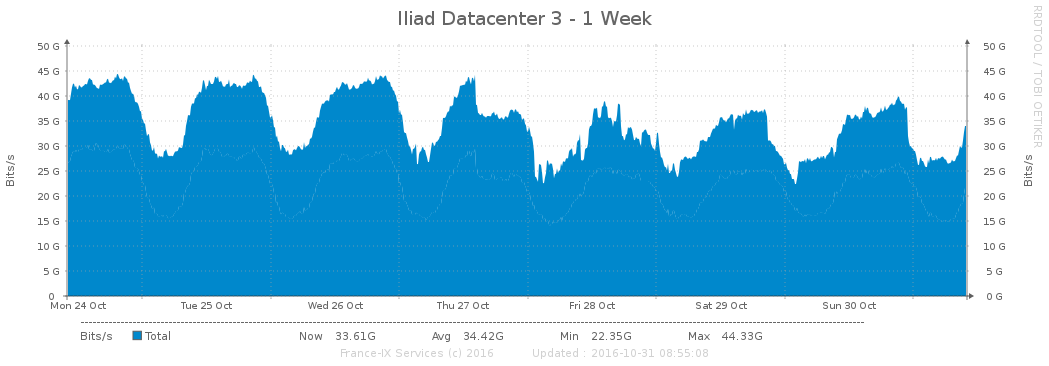 Iliad Datacenter 3 - 1 Week
RRDTOOL / TOBI OETIKER
50 G 50 G
45 G 45 G
40 G 40 G
35 G 35 G
30 G 30 G
25 G 25 G
20 G 20 G
15 G 15 G
10 G 10 G
5 G 5 G
0 0 G
Bits/s
Bits/s
Mon 24 Oct Tue 25 Oct Wed 26 Oct Thu 27 Oct Fri 28 Oct Sat 29 Oct Sun 30 Oct
Bits/s Total Now 33.61G Avg 34.42G Min 22.35G Max 44.33G
France-IX Services (c) 2016 Updated : 2016-10-31 08:55:08